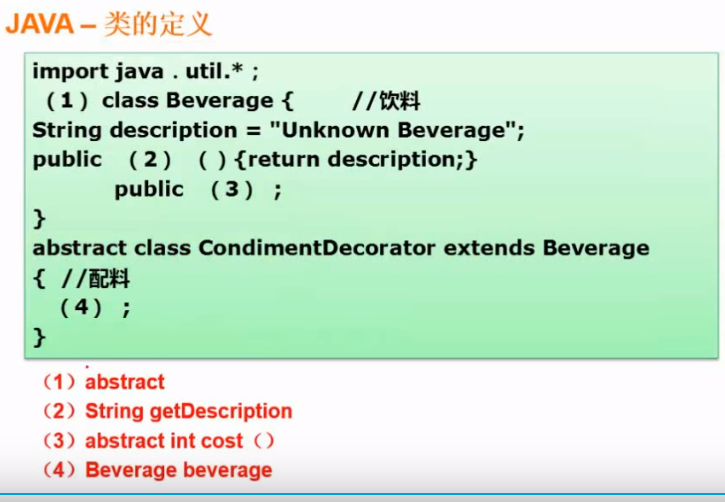 JAVA – 类的定义
import java . util.* ;
（1）class Beverage { //饮料
String description = "Unknown Beverage";
public （2） ( ){return description;}
public （3） ;
}
abstract class CondimentDecorator extends Beverage
{ //配料
（4） ;
}
（1）abstract
（2）String getDescription
（3）abstract int cost（）
（4）Beverage beverage